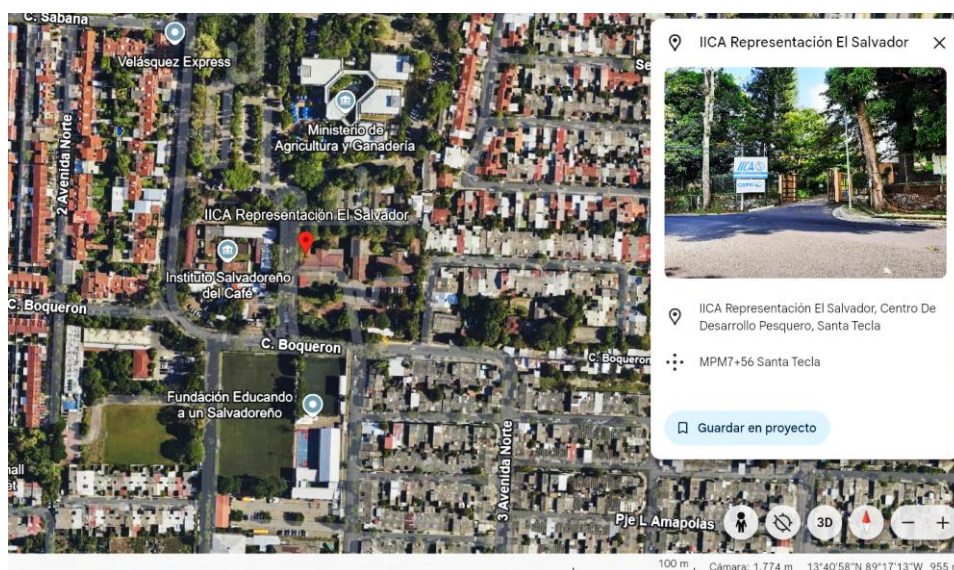 C. Sabana
Velásquez Express
2 Avenida Norte
Ministerio de
Agricultura y Ganadería
IICA Representación El Salvador
Instituto Salvadoreño
del Café
C. Boqueron
C. Boqueron
C. Boqueron
Fundación Educando
a un Salvadoreño
3 Avenida Norte
Pje L Amapolas
IICA Representación El Salvador
IICA
IICA Representación El Salvador, Centro De
Desarrollo Pesquero, Santa Tecla
MPM7+56 Santa Tecla
Guardar en proyecto
3D
100 m
Cámara: 1,774 m 13°40'58"N 89°17'13"W 955